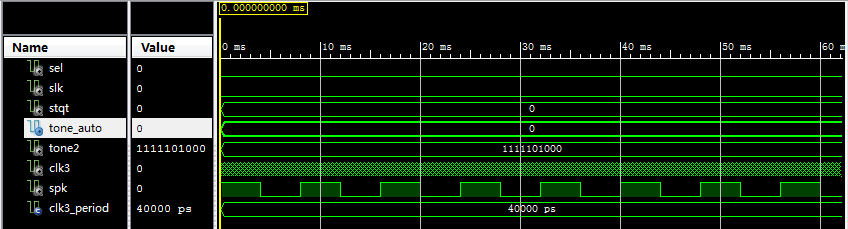 0.000000000 ms
Name Value 0 ms 10 ms 20 ms 30 ms 40 ms 50 ms 60 ms
sel 0
slk 0
stqt 0 0
tone_auto 0 0
tone2 1111101000 1111101000
clk3 0
spk 0
clk3_period 40000 ps 40000 ps